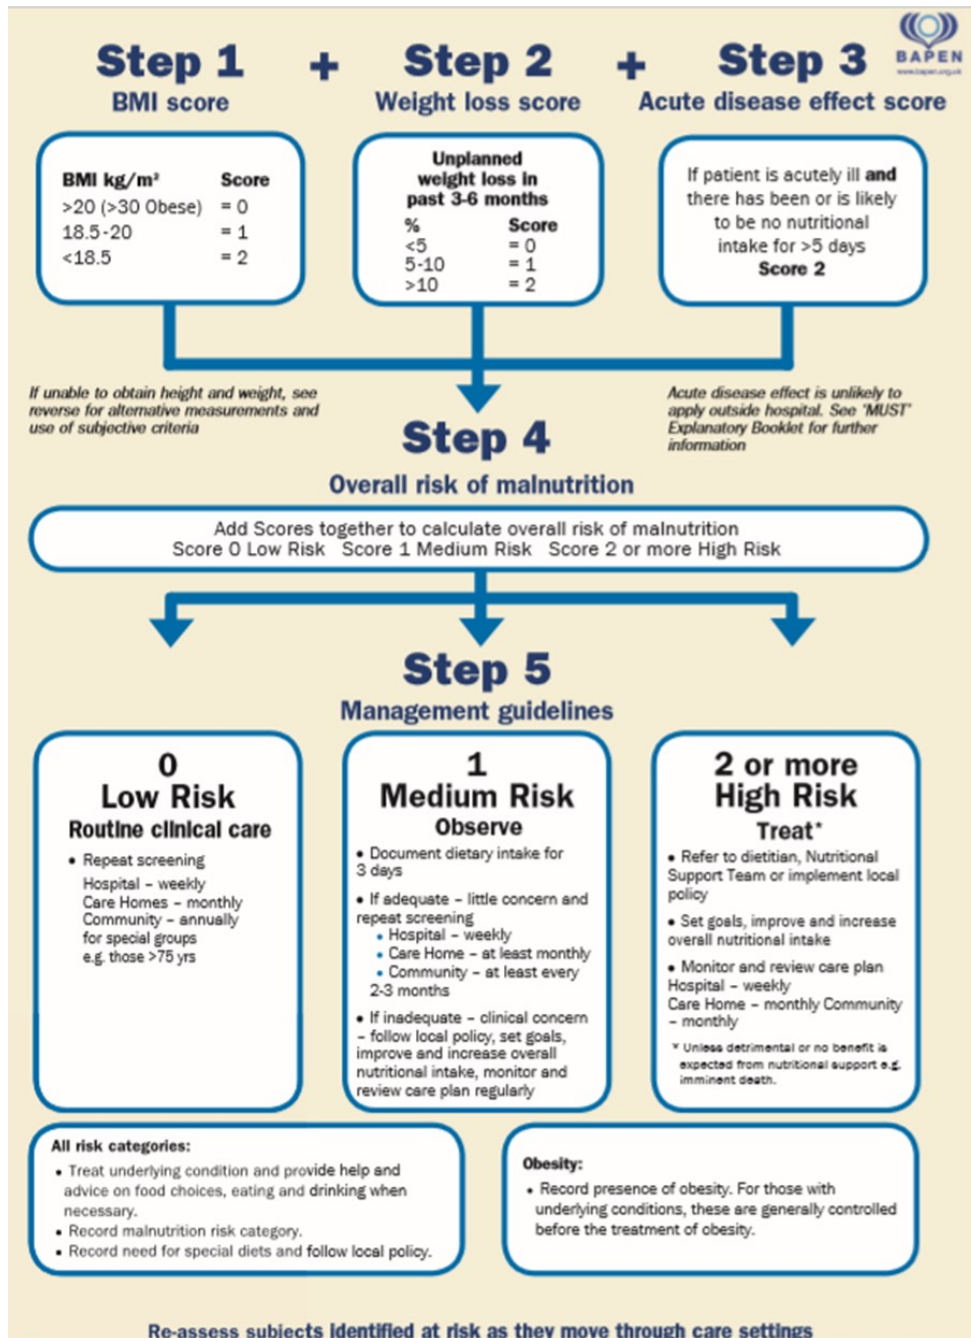 BAPEN
www.bapen.org.uk
Step 1 + Step 2 + Step 3
BMI score
Weight loss score
Acute disease effect score
BMI kg/m² Score
>20 (>30 Obese) = 0
18.5-20 = 1
<18.5 = 2
Unplanned
weight loss in
past 3-6 months
% Score
<5 = 0
5-10 = 1
>10 = 2
If patient is acutely ill and
there has been or is likely
to be no nutritional
intake for >5 days
Score 2
If unable to obtain height and weight, see
reverse for alternative measurements and
use of subjective criteria
Acute disease effect is unlikely to
apply outside hospital. See 'MUST'
Explanatory Booklet for further
information
Step 4
Overall risk of malnutrition
Add Scores together to calculate overall risk of malnutrition
Score 0 Low Risk Score 1 Medium Risk Score 2 or more High Risk
Step 5
Management guidelines
0
Low Risk
Routine clinical care
• Repeat screening
Hospital – weekly
Care Homes – monthly
Community – annually
for special groups
e.g. those >75 yrs
1
Medium Risk
Observe
• Document dietary intake for
3 days
• If adequate – little concern and
repeat screening
• Hospital – weekly
• Care Home – at least monthly
• Community – at least every
2-3 months
• If inadequate – clinical concern
– follow local policy, set goals,
improve and increase overall
nutritional intake, monitor and
review care plan regularly
2 or more
High Risk
Treat*
• Refer to dietitian, Nutritional
Support Team or implement local
policy
• Set goals, improve and increase
overall nutritional intake
• Monitor and review care plan
Hospital – weekly
Care Home – monthly Community
– monthly
* Unless detrimental or no benefit is
expected from nutritional support e.g.
imminent death.
All risk categories:
• Treat underlying condition and provide help and
advice on food choices, eating and drinking when
necessary.
• Record malnutrition risk category.
• Record need for special diets and follow local policy.
Obesity:
• Record presence of obesity. For those with
underlying conditions, these are generally controlled
before the treatment of obesity.
Re-assess subjects identified at risk as they move through care settings